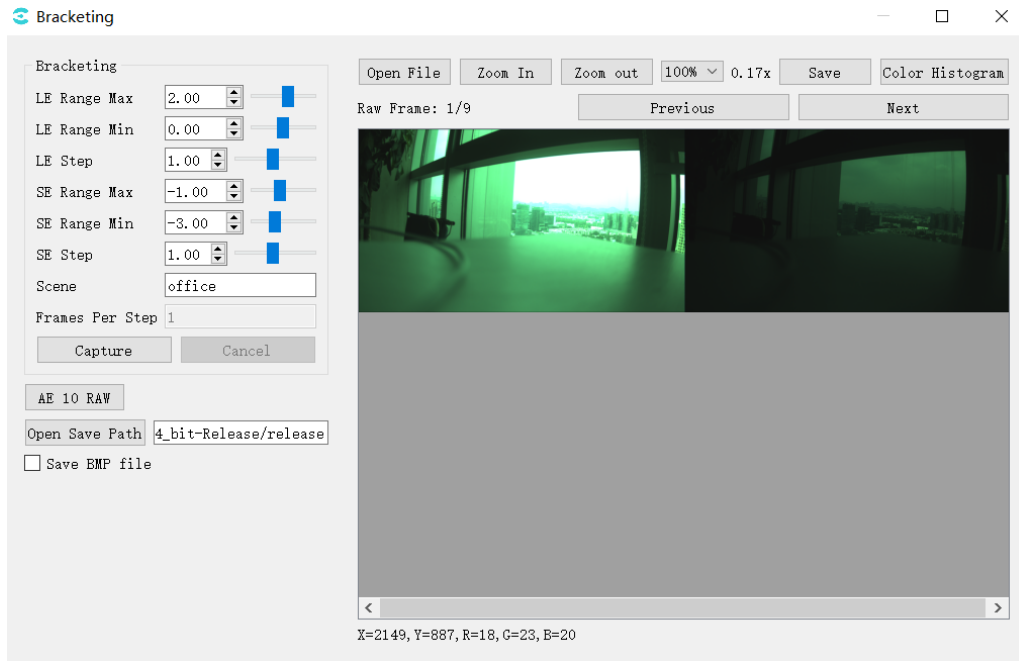 Bracketing
Bracketing
LE Range Max 2.00
LE Range Min 0.00
LE Step 1.00
SE Range Max -1.00
SE Range Min -3.00
SE Step 1.00
Scene office
Frames Per Step 1
Capture Cancel
AE 10 RAW
Open Save Path 4_bit-Release/release
Save BMP file
Open File Zoom In Zoom out 100% 0.17x Save Color Histogram
Raw Frame: 1/9 Previous Next
X=2149,Y=887,R=18,G=23,B=20